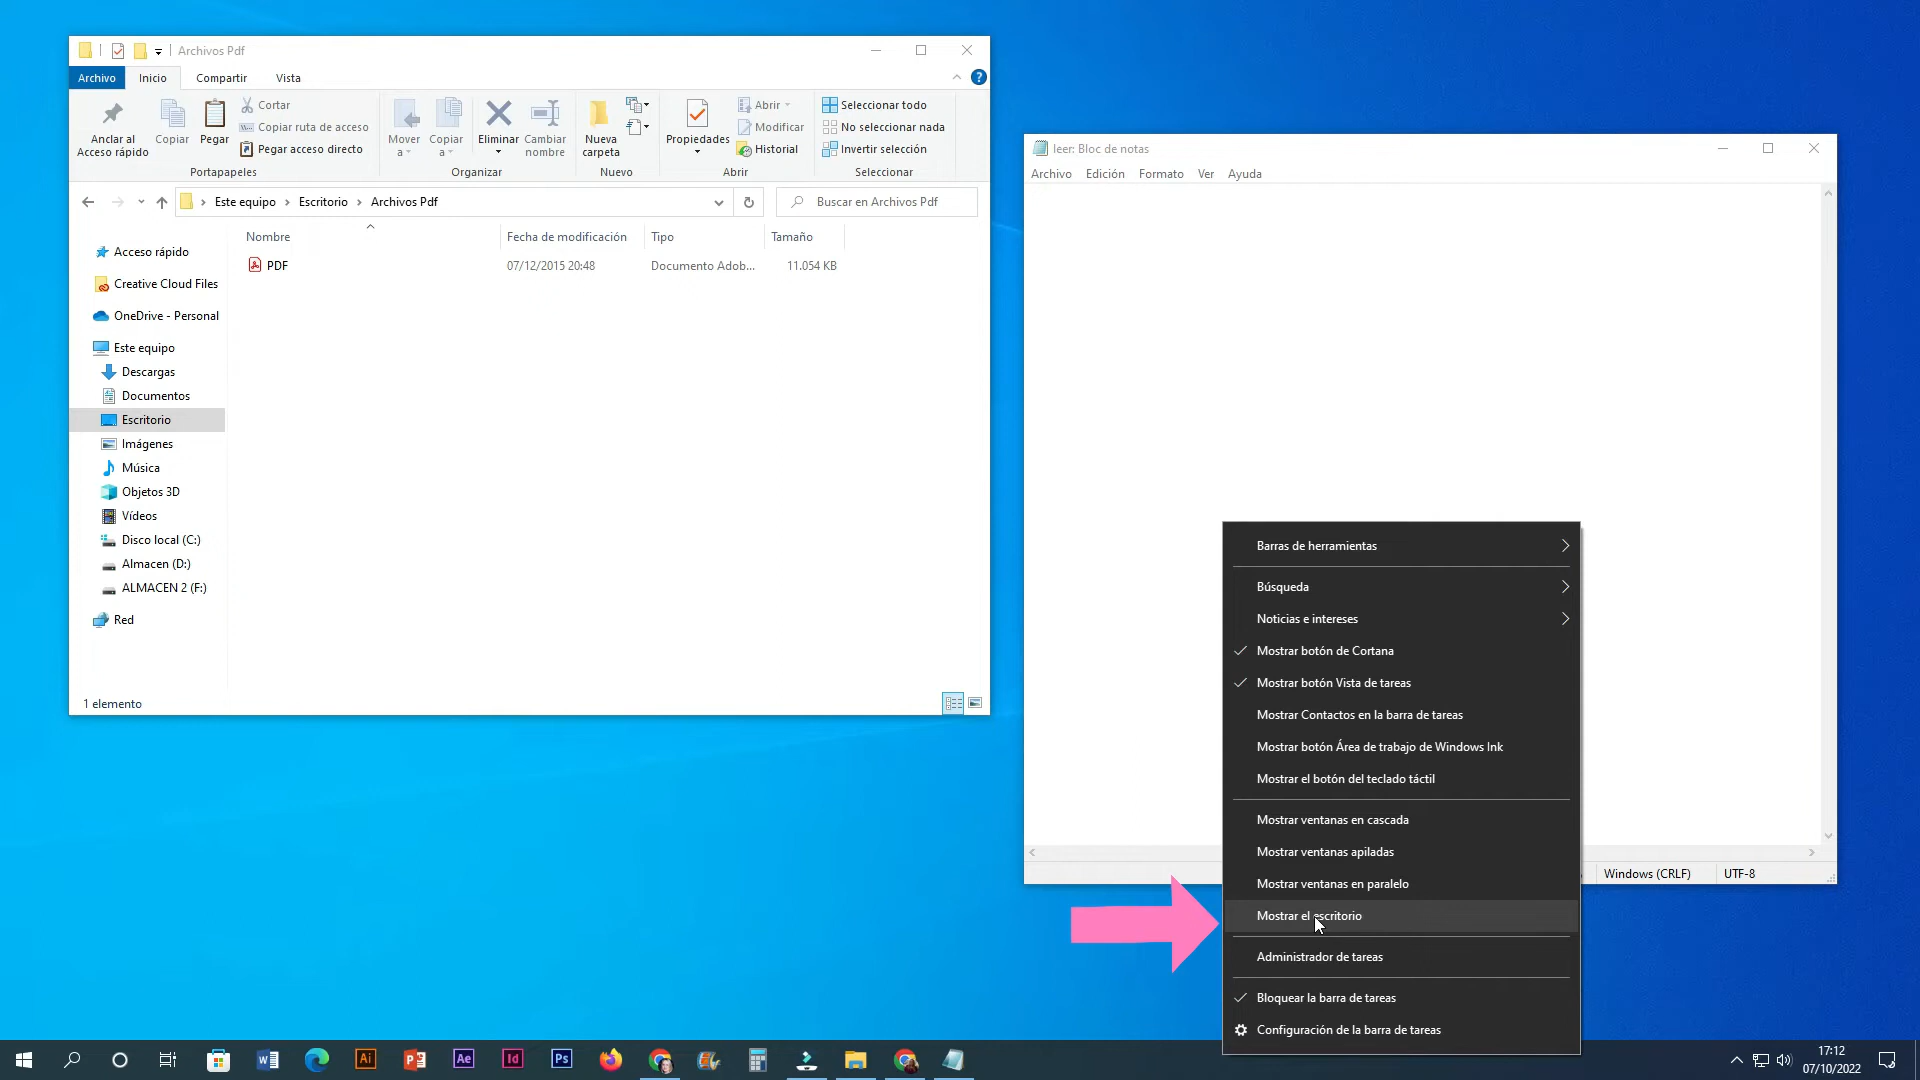 Archivos Pdf
Archivo Inicio Compartir Vista
Anclar al
Acceso rápido
Copiar
Pegar
Cortar
Copiar ruta de acceso
Pegar acceso directo
Portapapeles
Mover
a
Copiar
a
Eliminar
Cambiar
nombre
Organizar
Nueva
carpeta
Nuevo
Propiedades
Abrir
Modificar
Historial
Abrir
Seleccionar todo
No seleccionar nada
Invertir selección
Seleccionar
Este equipo > Escritorio > Archivos Pdf
Buscar en Archivos Pdf
Nombre Fecha de modificación Tipo Tamaño
PDF 07/12/2015 20:48 Documento Adob... 11.054 KB
Acceso rápido
Creative Cloud Files
OneDrive - Personal
Este equipo
Descargas
Documentos
Escritorio
Imágenes
Música
Objetos 3D
Vídeos
Disco local (C:)
Almacen (D:)
ALMACEN 2 (F:)
Red
1 elemento
leer: Bloc de notas
Archivo Edición Formato Ver Ayuda
Windows (CRLF) UTF-8
Barras de herramientas
Búsqueda
Noticias e intereses
Mostrar botón de Cortana
Mostrar botón Vista de tareas
Mostrar Contactos en la barra de tareas
Mostrar botón Área de trabajo de Windows Ink
Mostrar el botón del teclado táctil
Mostrar ventanas en cascada
Mostrar ventanas apiladas
Mostrar ventanas en paralelo
Mostrar el escritorio
Administrador de tareas
Bloquear la barra de tareas
Configuración de la barra de tareas
Ai
Ae
Id
Ps
17:12
07/10/2022